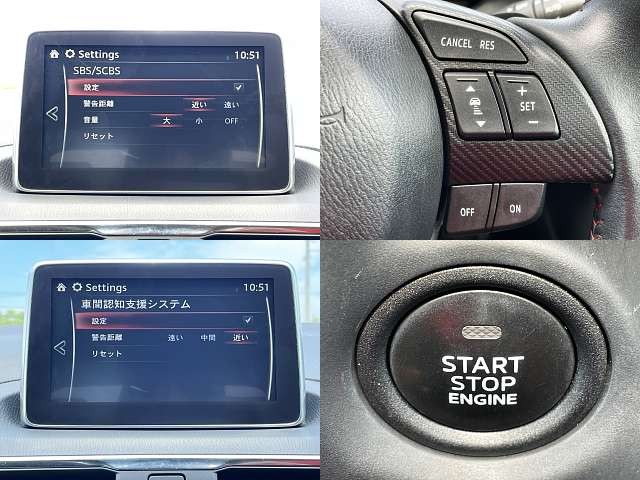 Settings 10:51
SBS/SCBS
設定
警告距離 近い 遠い
音量 大 小 OFF
リセット
CANCEL RES
+
SET
−
OFF ON
Settings 10:51
車間認知支援システム
設定
警告距離 遠い 中間 近い
リセット
START
STOP
ENGINE